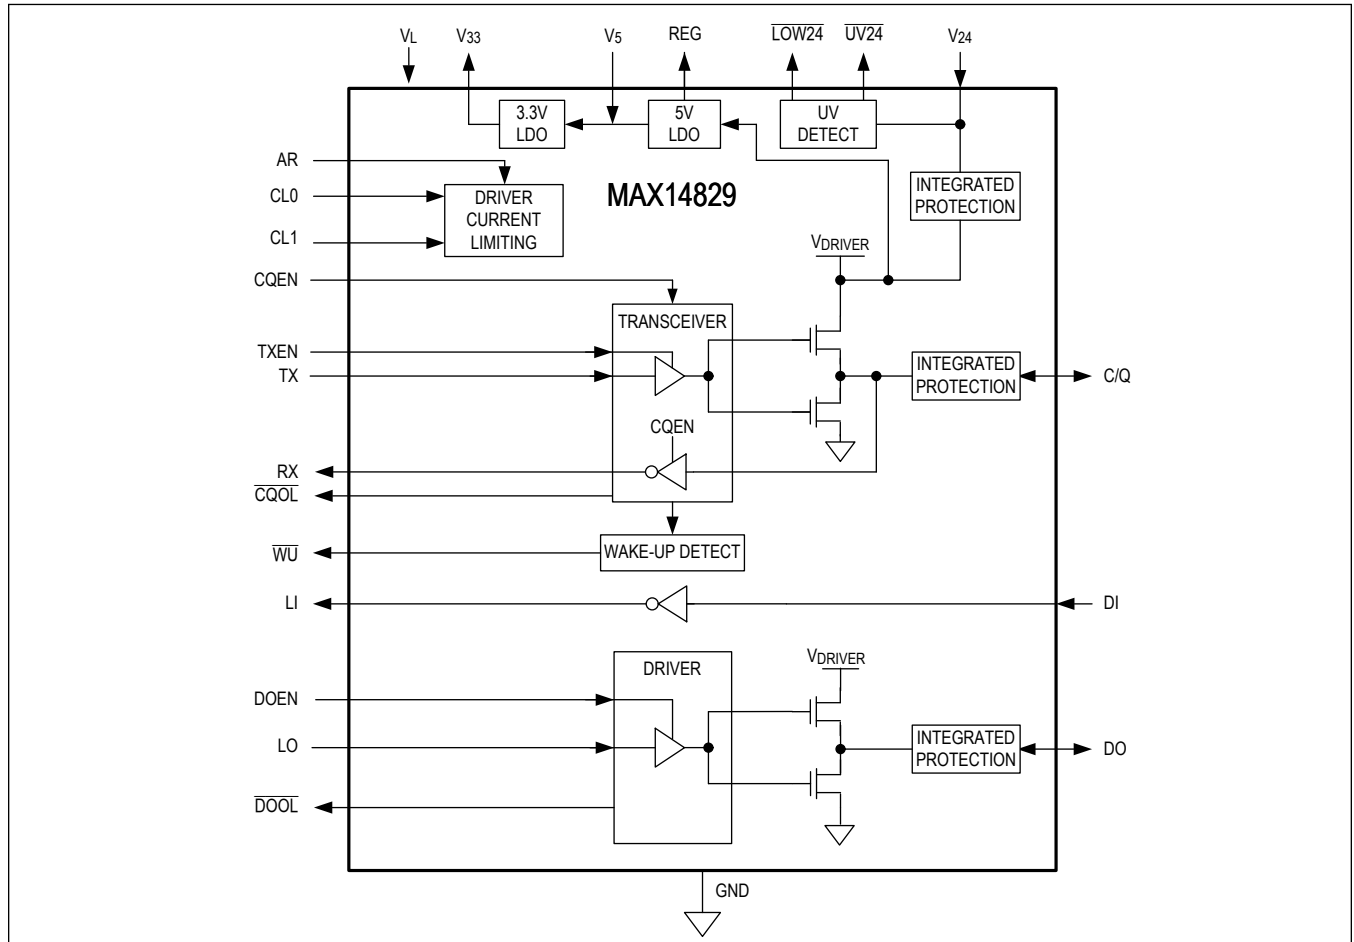 VL
V33
V5
REG
LOW24
UV24
V24
3.3V
LDO
5V
LDO
UV
DETECT
AR
CL0
CL1
DRIVER
CURRENT
LIMITING
MAX14829
INTEGRATED
PROTECTION
VDRIVER
CQEN
TRANSCEIVER
TXEN
TX
INTEGRATED
PROTECTION
C/Q
CQEN
RX
CQOL
WU
WAKE-UP DETECT
LI
DI
DRIVER
VDRIVER
DOEN
LO
INTEGRATED
PROTECTION
DO
DOOL
GND